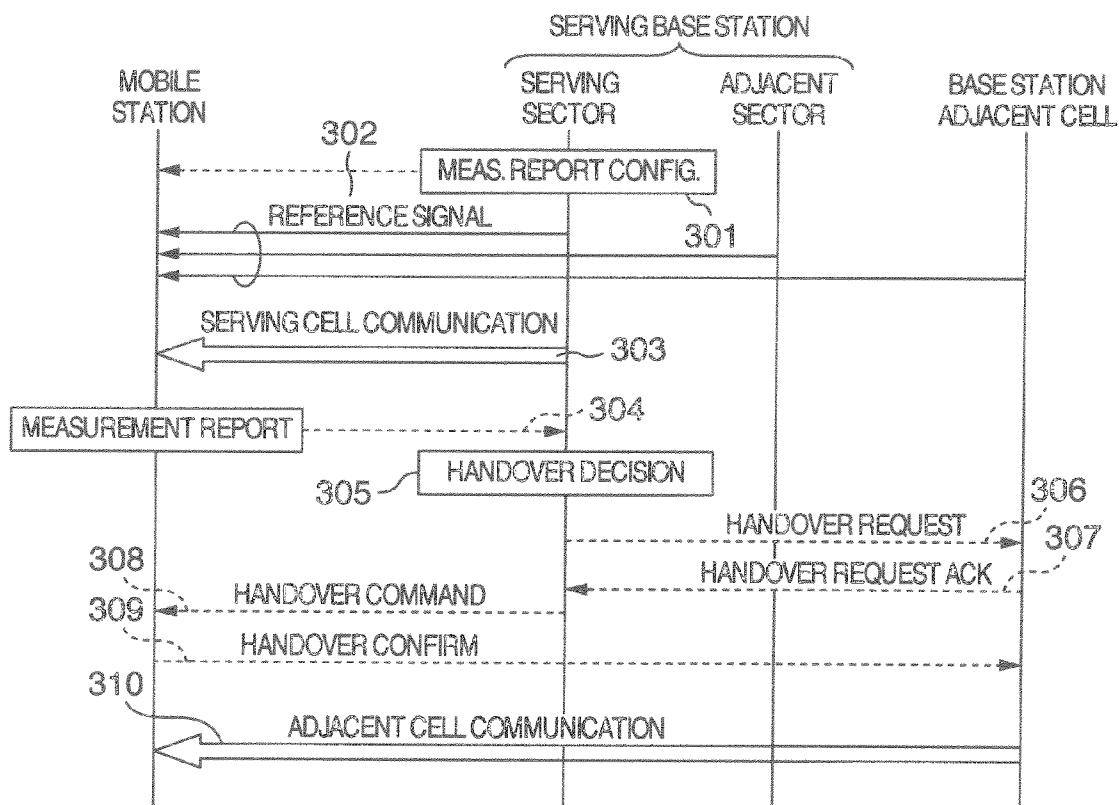 SERVING BASE STATION
MOBILE
STATION
SERVING
SECTOR
ADJACENT
SECTOR
BASE STATION
ADJACENT CELL
302
MEAS. REPORT CONFIG.
301
REFERENCE SIGNAL
SERVING CELL COMMUNICATION
303
MEASUREMENT REPORT
304
HANDOVER DECISION
305
306
HANDOVER REQUEST
307
HANDOVER REQUEST ACK
308
HANDOVER COMMAND
309
HANDOVER CONFIRM
310
ADJACENT CELL COMMUNICATION